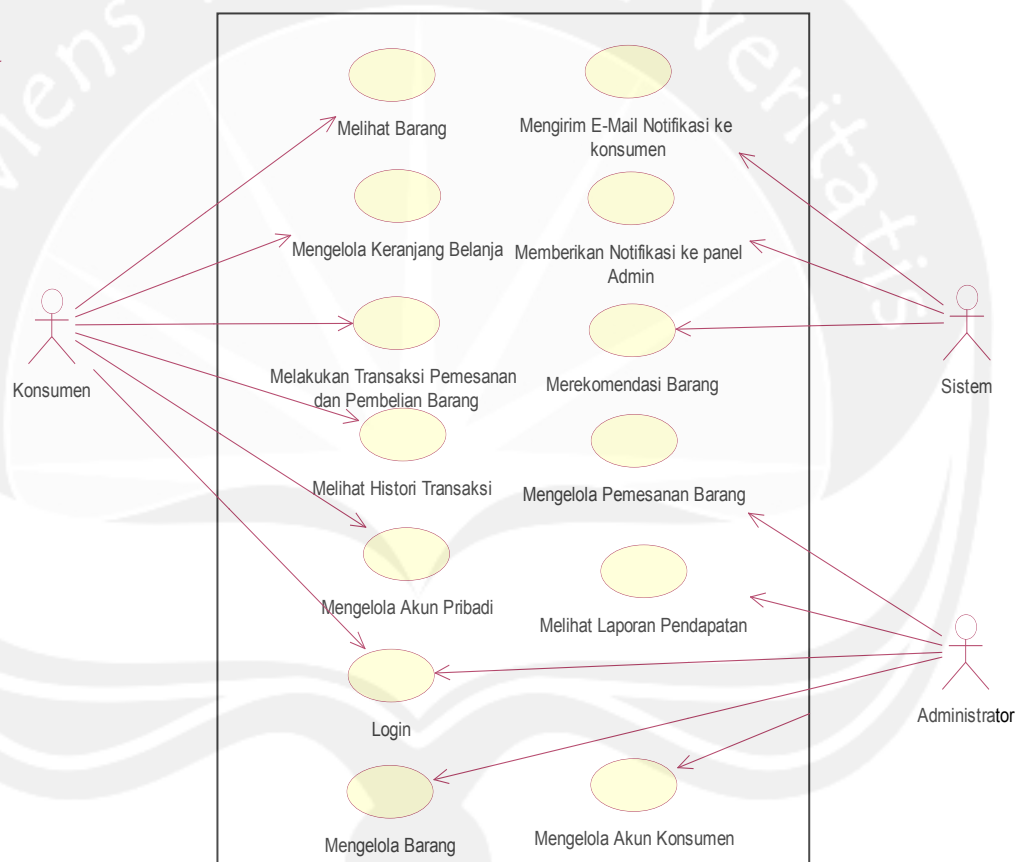 Melihat Barang
Mengirim E-Mail Notifikasi ke
konsumen
Mengelola Keranjang Belanja
Memberikan Notifikasi ke panel
Admin
Konsumen
Melakukan Transaksi Pemesanan
dan Pembelian Barang
Merekomendasi Barang
Sistem
Melihat Histori Transaksi
Mengelola Pemesanan Barang
Mengelola Akun Pribadi
Melihat Laporan Pendapatan
Login
Administrator
Mengelola Barang
Mengelola Akun Konsumen